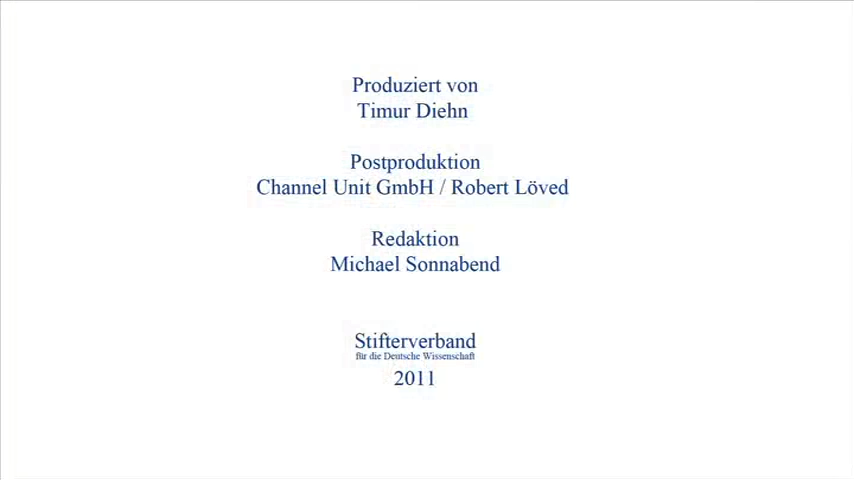 Produziert von
Timur Diehn
Postproduktion
Channel Unit GmbH / Robert Löved
Redaktion
Michael Sonnabend
Stifterverband
für die Deutsche Wissenschaft
2011